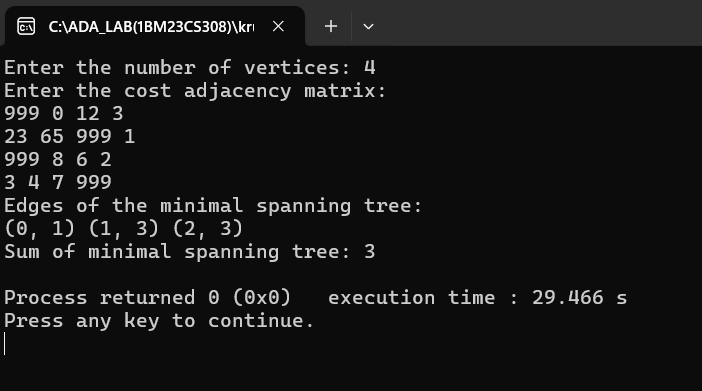 C:\ADA_LAB(1BM23CS308)\kru
Enter the number of vertices: 4
Enter the cost adjacency matrix:
999 0 12 3
23 65 999 1
999 8 6 2
3 4 7 999
Edges of the minimal spanning tree:
(0, 1) (1, 3) (2, 3)
Sum of minimal spanning tree: 3
Process returned 0 (0x0)   execution time : 29.466 s
Press any key to continue.